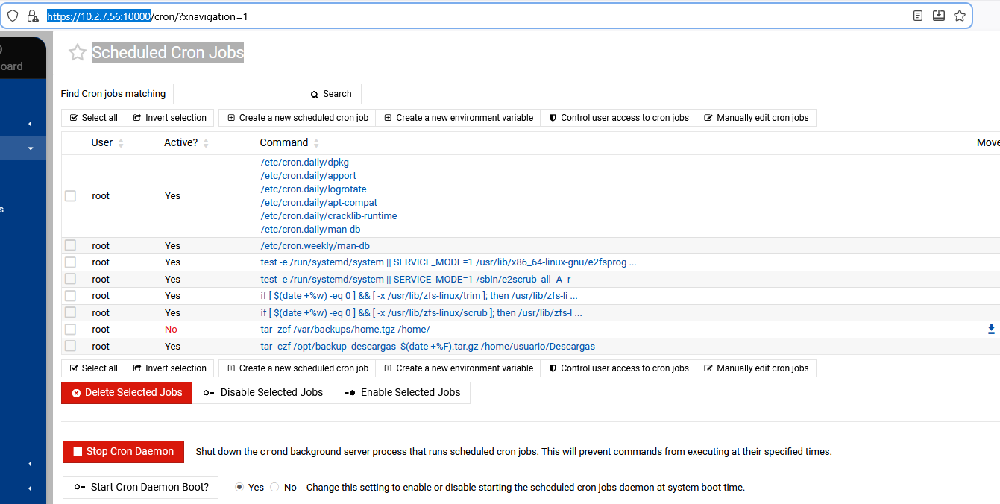 https://10.2.7.56:10000/cron/?xnavigation=1
oard
Scheduled Cron Jobs
Find Cron jobs matching
Search
Select all Invert selection Create a new scheduled cron job Create a new environment variable Control user access to cron jobs Manually edit cron jobs
User Active? Command Move
root Yes /etc/cron.daily/dpkg
/etc/cron.daily/apport
/etc/cron.daily/logrotate
/etc/cron.daily/apt-compat
/etc/cron.daily/cracklib-runtime
/etc/cron.daily/man-db
root Yes /etc/cron.weekly/man-db
s
root Yes test -e /run/systemd/system || SERVICE_MODE=1 /usr/lib/x86_64-linux-gnu/e2fsprog ...
root Yes test -e /run/systemd/system || SERVICE_MODE=1 /sbin/e2scrub_all -A -r
root Yes if [ $(date +%w) -eq 0 ] && [ -x /usr/lib/zfs-linux/trim ]; then /usr/lib/zfs-li ...
root Yes if [ $(date +%w) -eq 0 ] && [ -x /usr/lib/zfs-linux/scrub ]; then /usr/lib/zfs-l ...
root No tar -zcf /var/backups/home.tgz /home/
root Yes tar -czf /opt/backup_descargas_$(date +%F).tar.gz /home/usuario/Descargas
Select all Invert selection Create a new scheduled cron job Create a new environment variable Control user access to cron jobs Manually edit cron jobs
Delete Selected Jobs Disable Selected Jobs Enable Selected Jobs
Stop Cron Daemon Shut down the crond background server process that runs scheduled cron jobs. This will prevent commands from executing at their specified times.
Start Cron Daemon Boot? Yes No Change this setting to enable or disable starting the scheduled cron jobs daemon at system boot time.